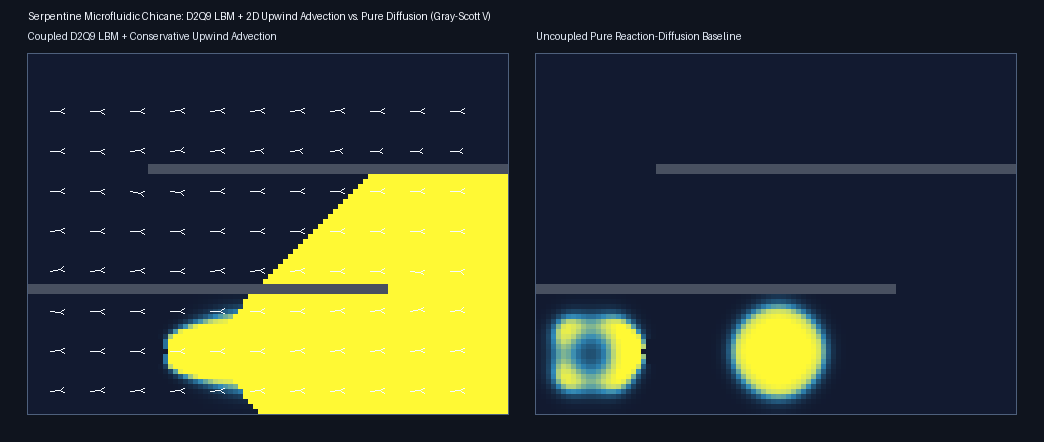 Serpentine Microfluidic Chicane: D2Q9 LBM + 2D Upwind Advection vs. Pure Diffusion (Gray-Scott V)
Coupled D2Q9 LBM + Conservative Upwind Advection
Uncoupled Pure Reaction-Diffusion Baseline